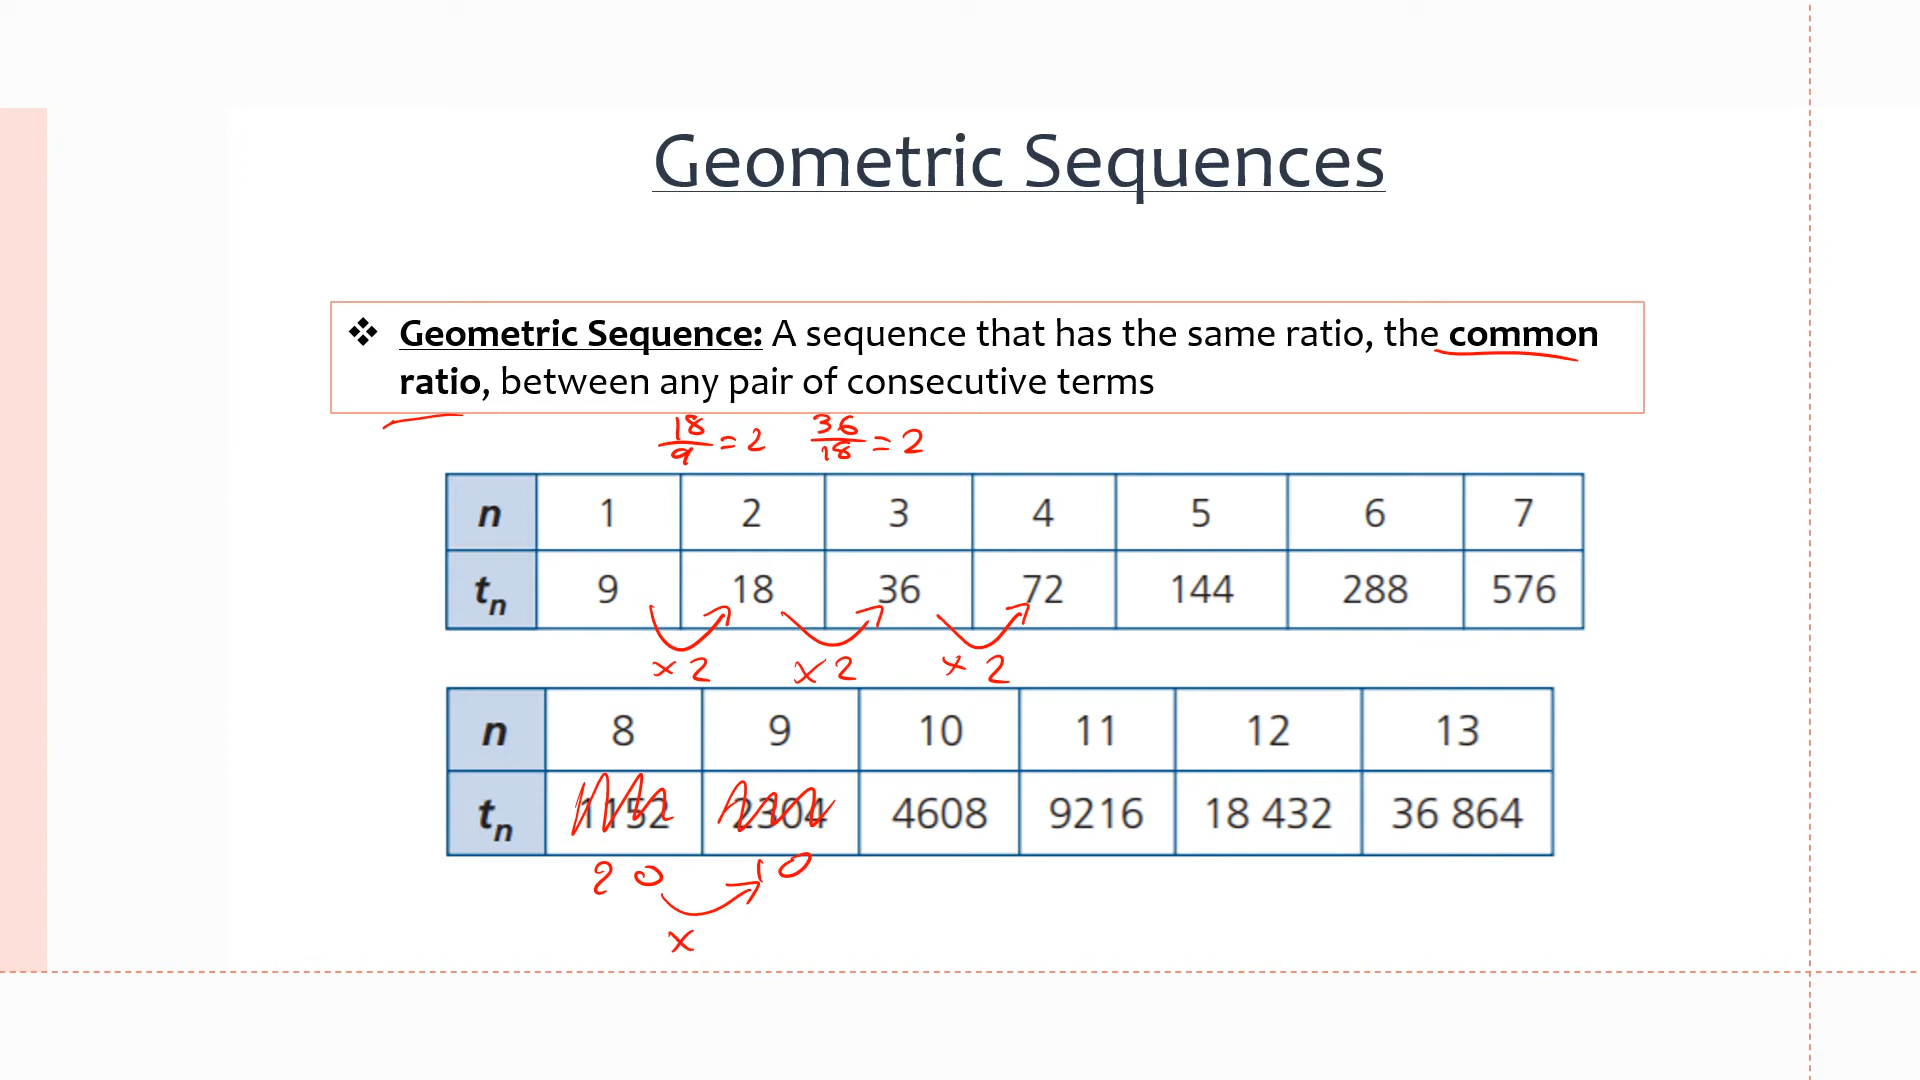 Geometric Sequences
❖ Geometric Sequence: A sequence that has the same ratio, the common
ratio, between any pair of consecutive terms
18/9 = 2 36/18 = 2
n 1 2 3 4 5 6 7
tn 9 18 36 72 144 288 576
×2 ×2 ×2
n 8 9 10 11 12 13
tn 1152 2304 4608 9216 18 432 36 864
20 10
×